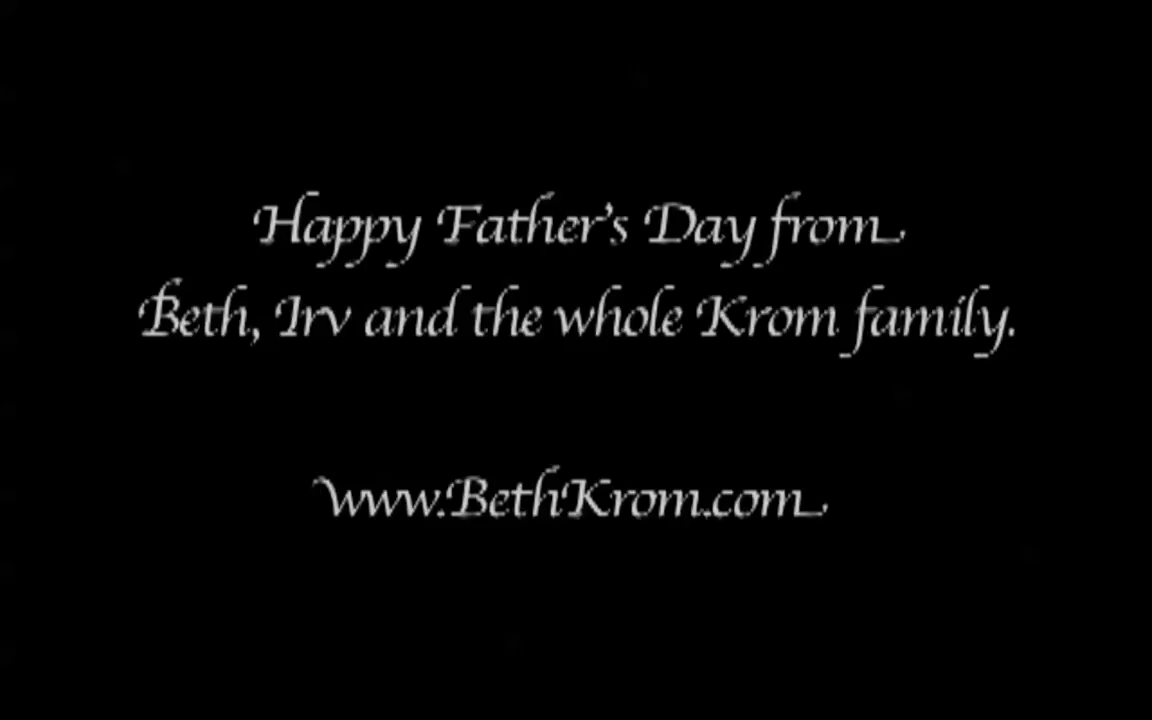 Happy Father's Day from
Beth, Irv and the whole Krom family.
www.BethKrom.com